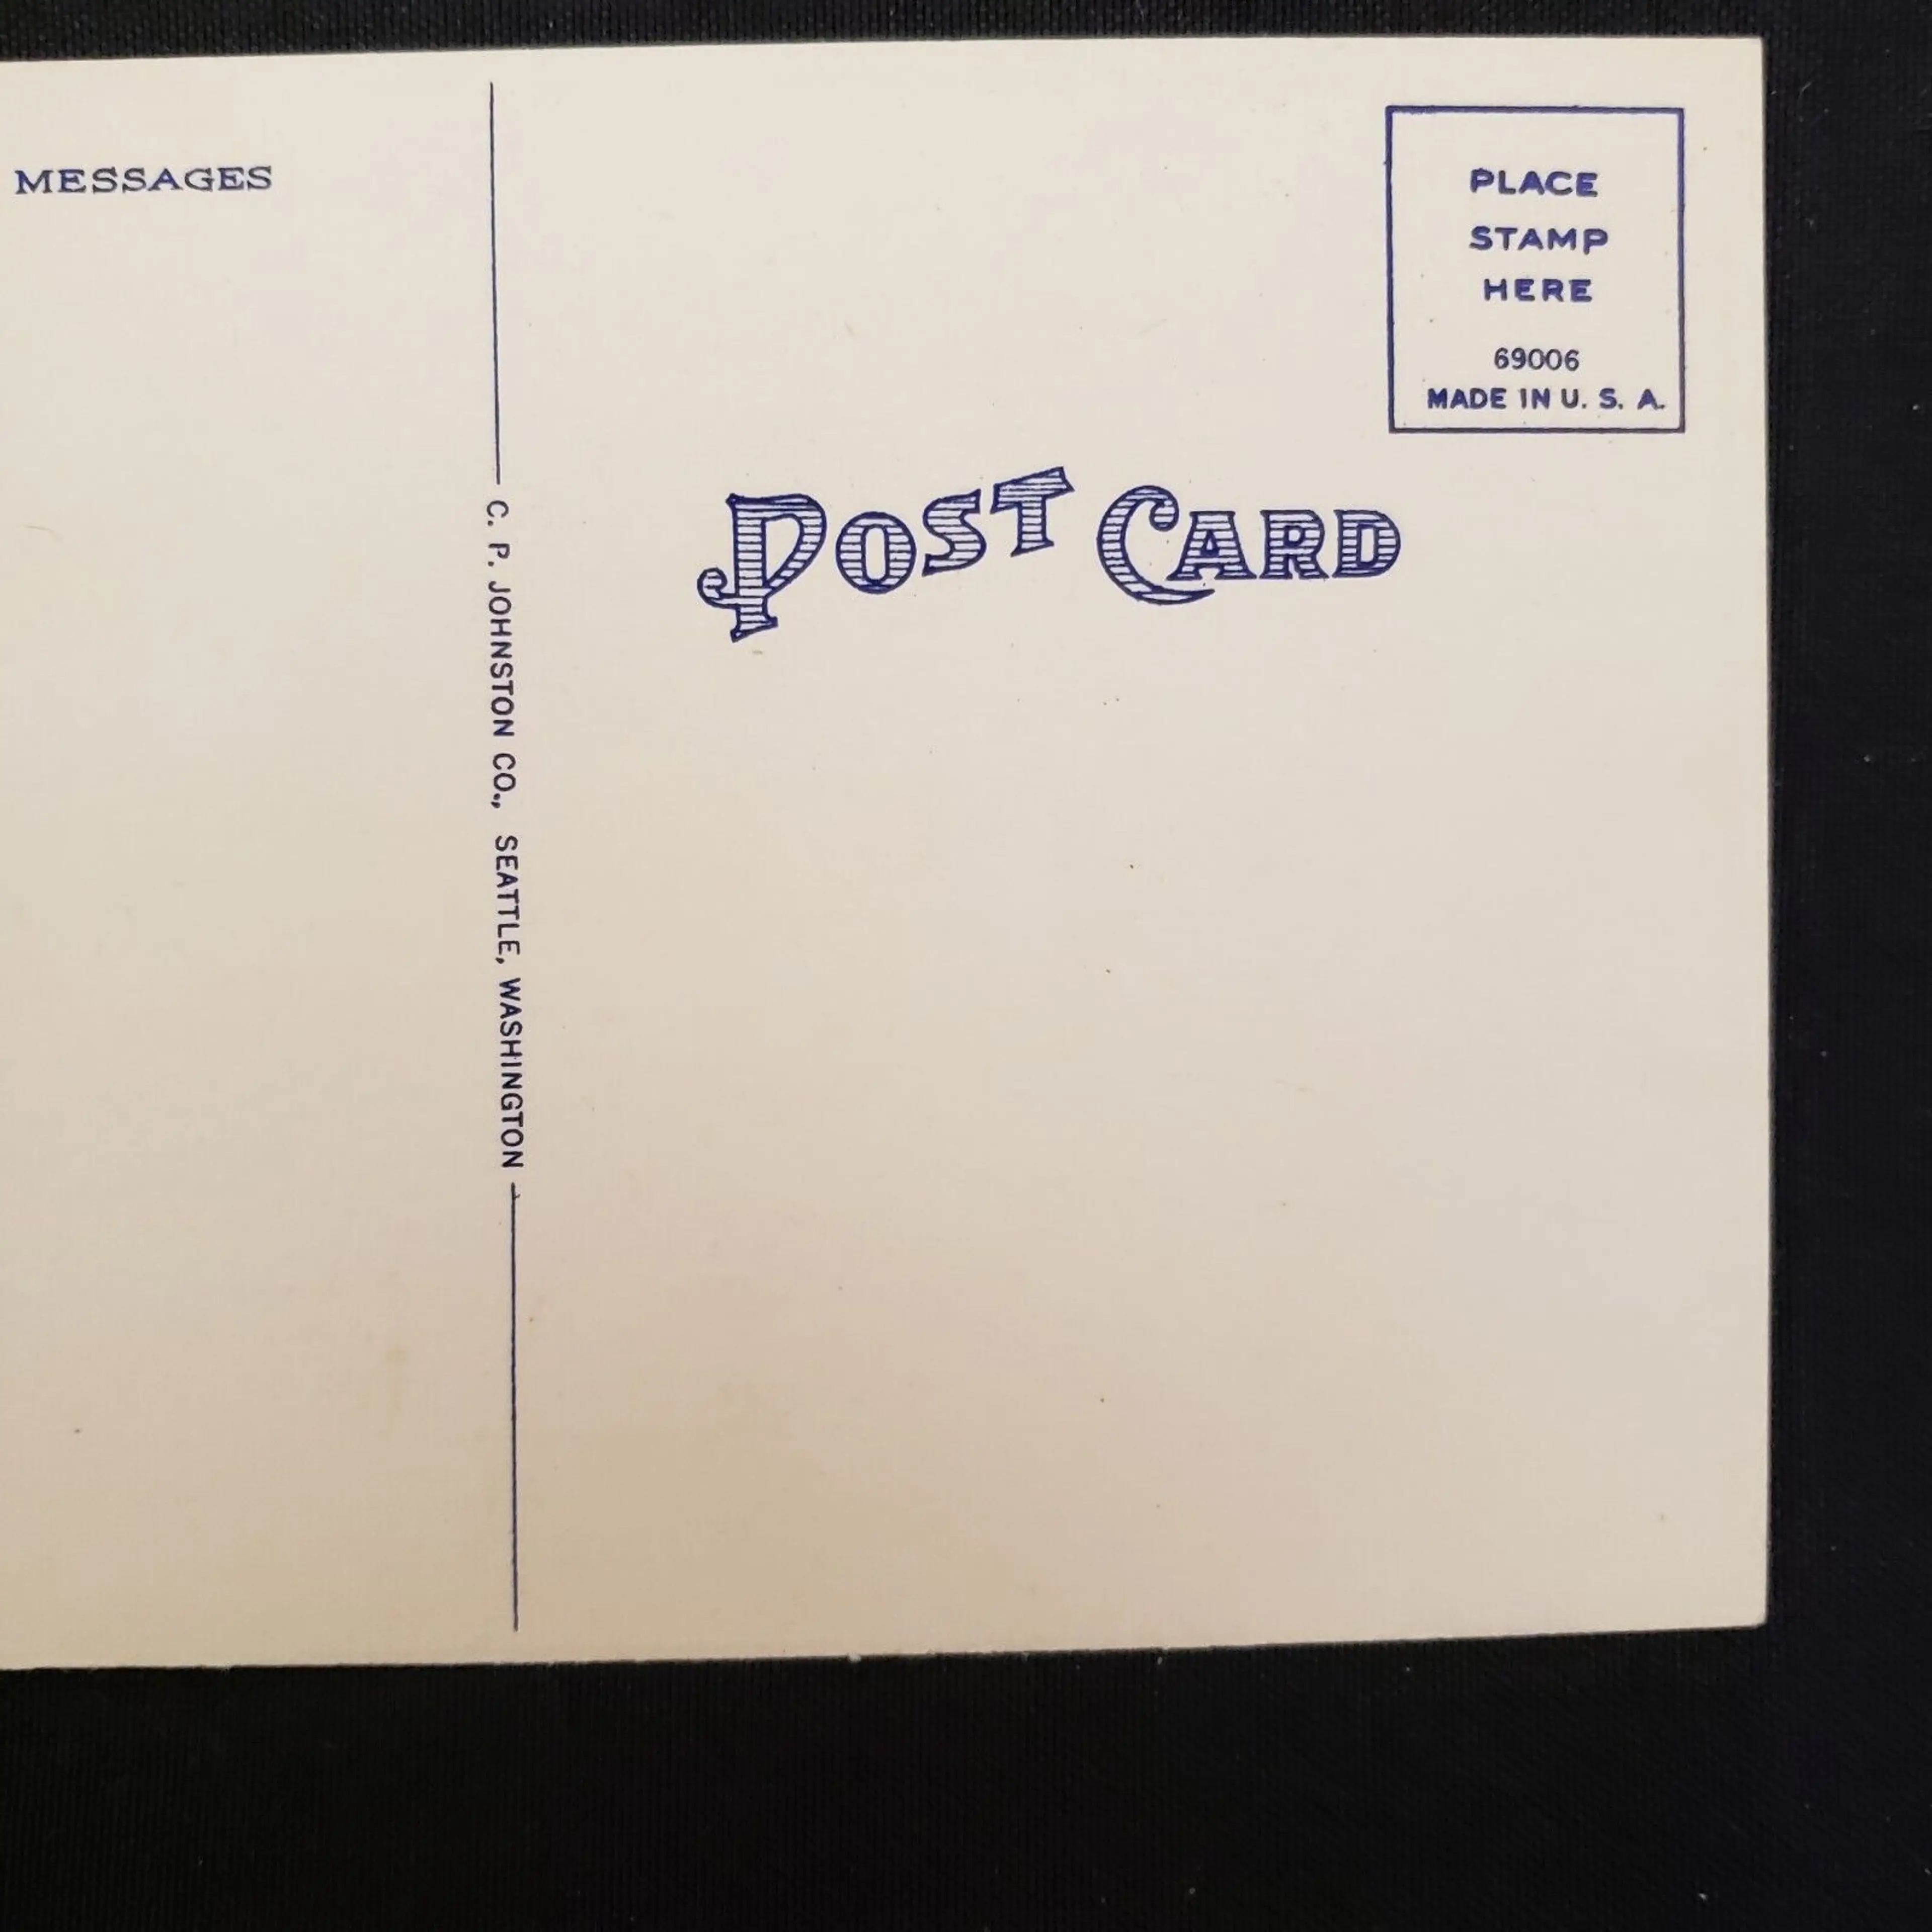 MESSAGES
C. P. JOHNSTON CO., SEATTLE, WASHINGTON
PLACE
STAMP
HERE
69006
MADE IN U. S. A.
POST CARD